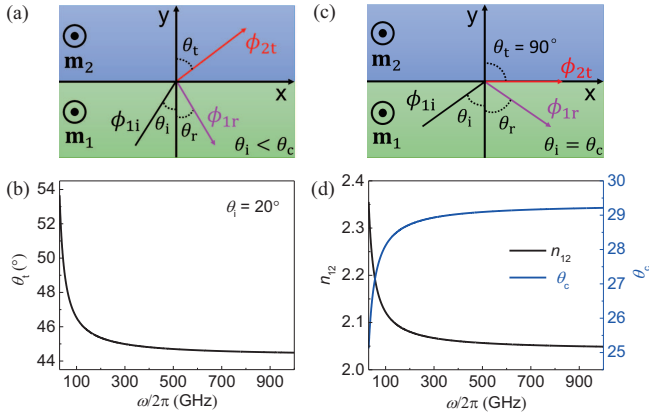 (a)
y
θt
ϕ2t
m2
x
ϕ1i
θi
θr
ϕ1r
m1
θi < θc
(c)
y
θt = 90°
ϕ2t
m2
x
ϕ1i
θi
θr
ϕ1r
m1
θi = θc
(b)
54
52
50
48
46
44
θt (°)
θi = 20°
100 300 500 700 900
ω/2π (GHz)
(d)
2.4
2.3
2.2
2.1
2.0
n12
n12
θc
30
29
28
27
26
25
θc
100 300 500 700 900
ω/2π (GHz)